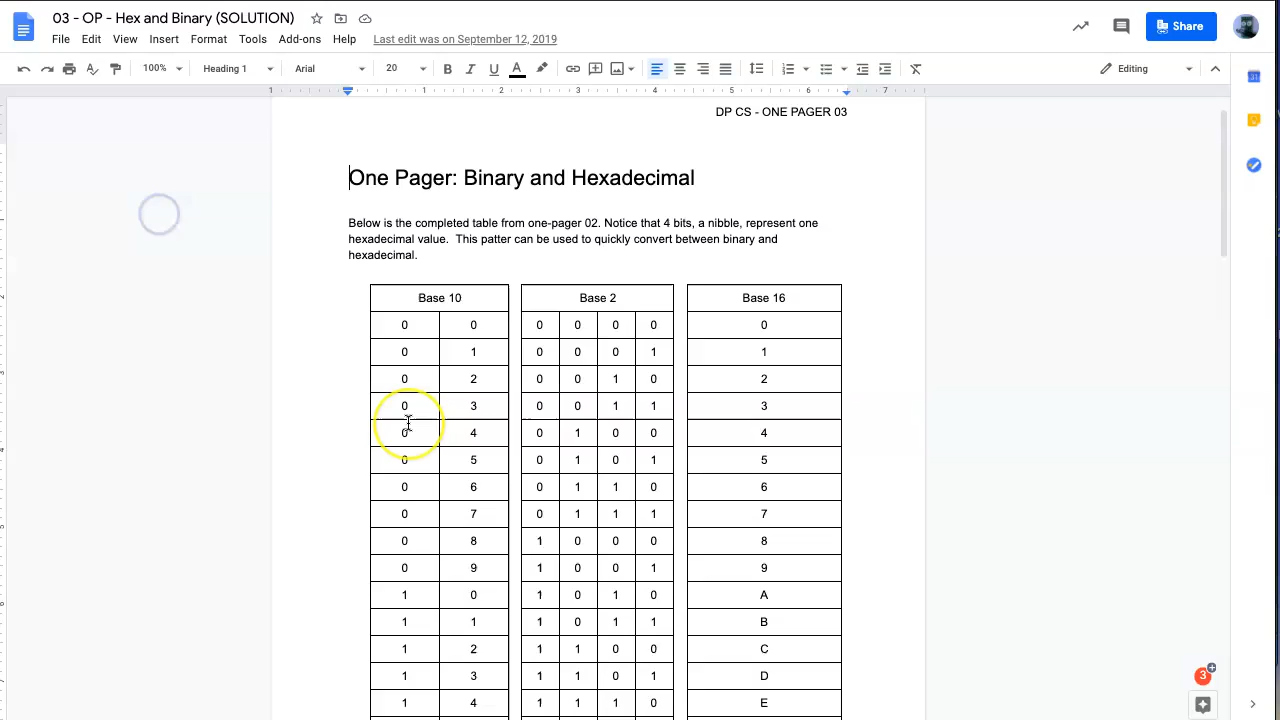 03 - OP - Hex and Binary (SOLUTION)
File Edit View Insert Format Tools Add-ons Help Last edit was on September 12, 2019
Share
100% Heading 1 Arial 20 B I U A Editing
1 1 2 3 4 5 6 7
DP CS - ONE PAGER 03
One Pager: Binary and Hexadecimal
Below is the completed table from one-pager 02. Notice that 4 bits, a nibble, represent one
hexadecimal value. This patter can be used to quickly convert between binary and
hexadecimal.
Base 10 Base 2 Base 16
0 0 0 0 0 0 0
0 1 0 0 0 1 1
0 2 0 0 1 0 2
0 3 0 0 1 1 3
0 4 0 1 0 0 4
0 5 0 1 0 1 5
0 6 0 1 1 0 6
0 7 0 1 1 1 7
0 8 1 0 0 0 8
0 9 1 0 0 1 9
1 0 1 0 1 0 A
1 1 1 0 1 1 B
1 2 1 1 0 0 C
1 3 1 1 0 1 D
1 4 1 1 1 0 E
3